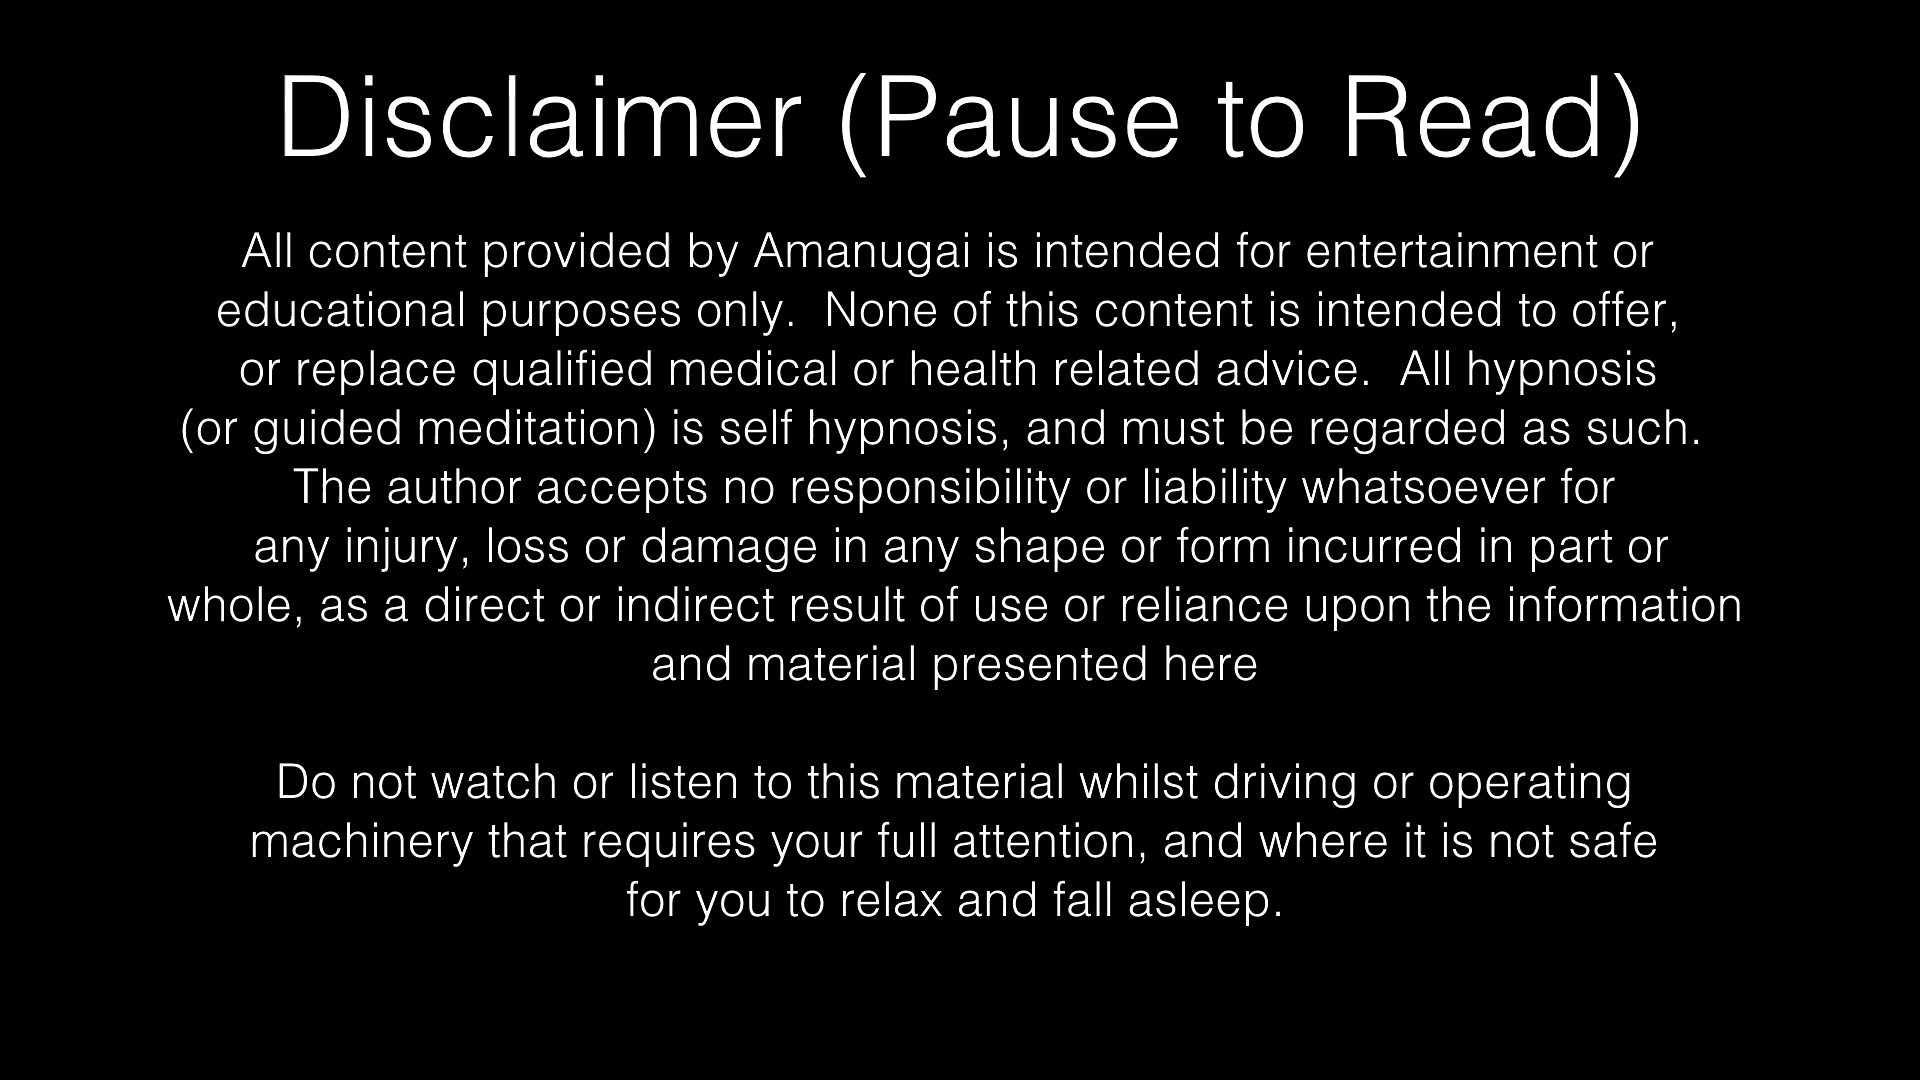 Disclaimer (Pause to Read)
All content provided by Amanugai is intended for entertainment or
educational purposes only.  None of this content is intended to offer,
or replace qualified medical or health related advice.  All hypnosis
(or guided meditation) is self hypnosis, and must be regarded as such.
The author accepts no responsibility or liability whatsoever for
any injury, loss or damage in any shape or form incurred in part or
whole, as a direct or indirect result of use or reliance upon the information
and material presented here
Do not watch or listen to this material whilst driving or operating
machinery that requires your full attention, and where it is not safe
for you to relax and fall asleep.